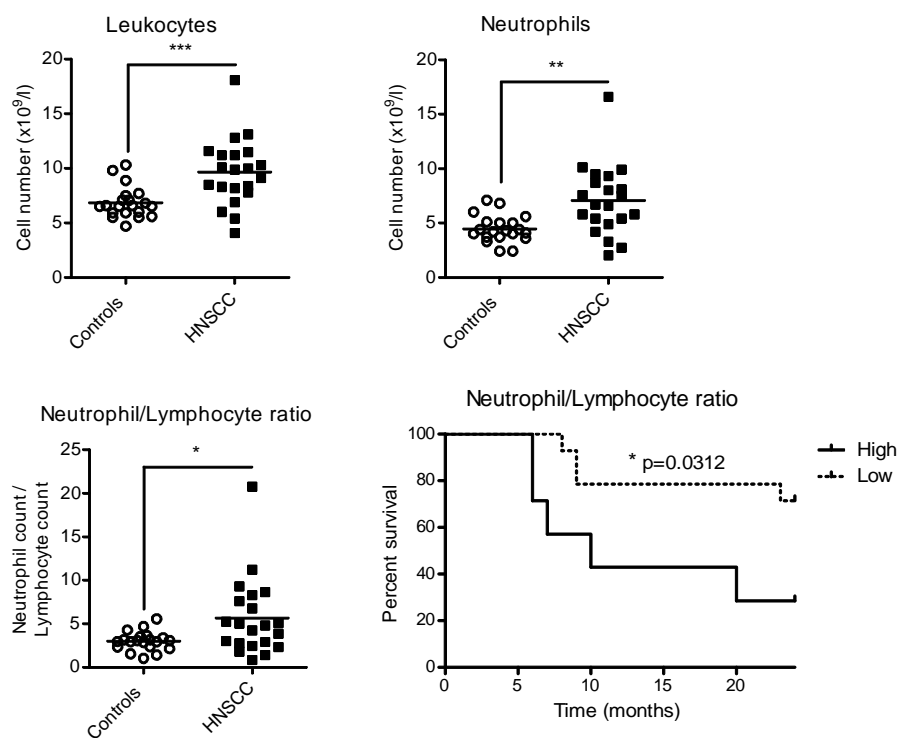 Leukocytes
***
Cell number (x10⁹/l)
20
15
10
5
0
Controls
HNSCC
Neutrophils
**
Cell number (x10⁹/l)
20
15
10
5
0
Controls
HNSCC
Neutrophil/Lymphocyte ratio
*
Neutrophil count /
Lymphocyte count
25
20
15
10
5
0
Controls
HNSCC
Neutrophil/Lymphocyte ratio
* p=0.0312
High
Low
Percent survival
100
80
60
40
20
0
0
5
10
20
Time (months)